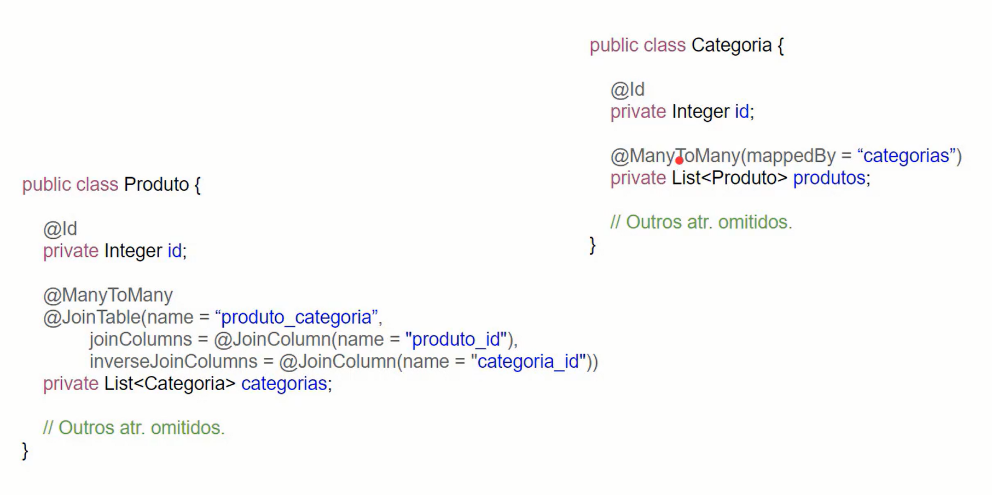 public class Categoria {
@Id
private Integer id;
@ManyToMany(mappedBy = “categorias”)
private List<Produto> produtos;
// Outros atr. omitidos.
}
public class Produto {
@Id
private Integer id;
@ManyToMany
@JoinTable(name = “produto_categoria”,
joinColumns = @JoinColumn(name = "produto_id"),
inverseJoinColumns = @JoinColumn(name = "categoria_id"))
private List<Categoria> categorias;
// Outros atr. omitidos.
}